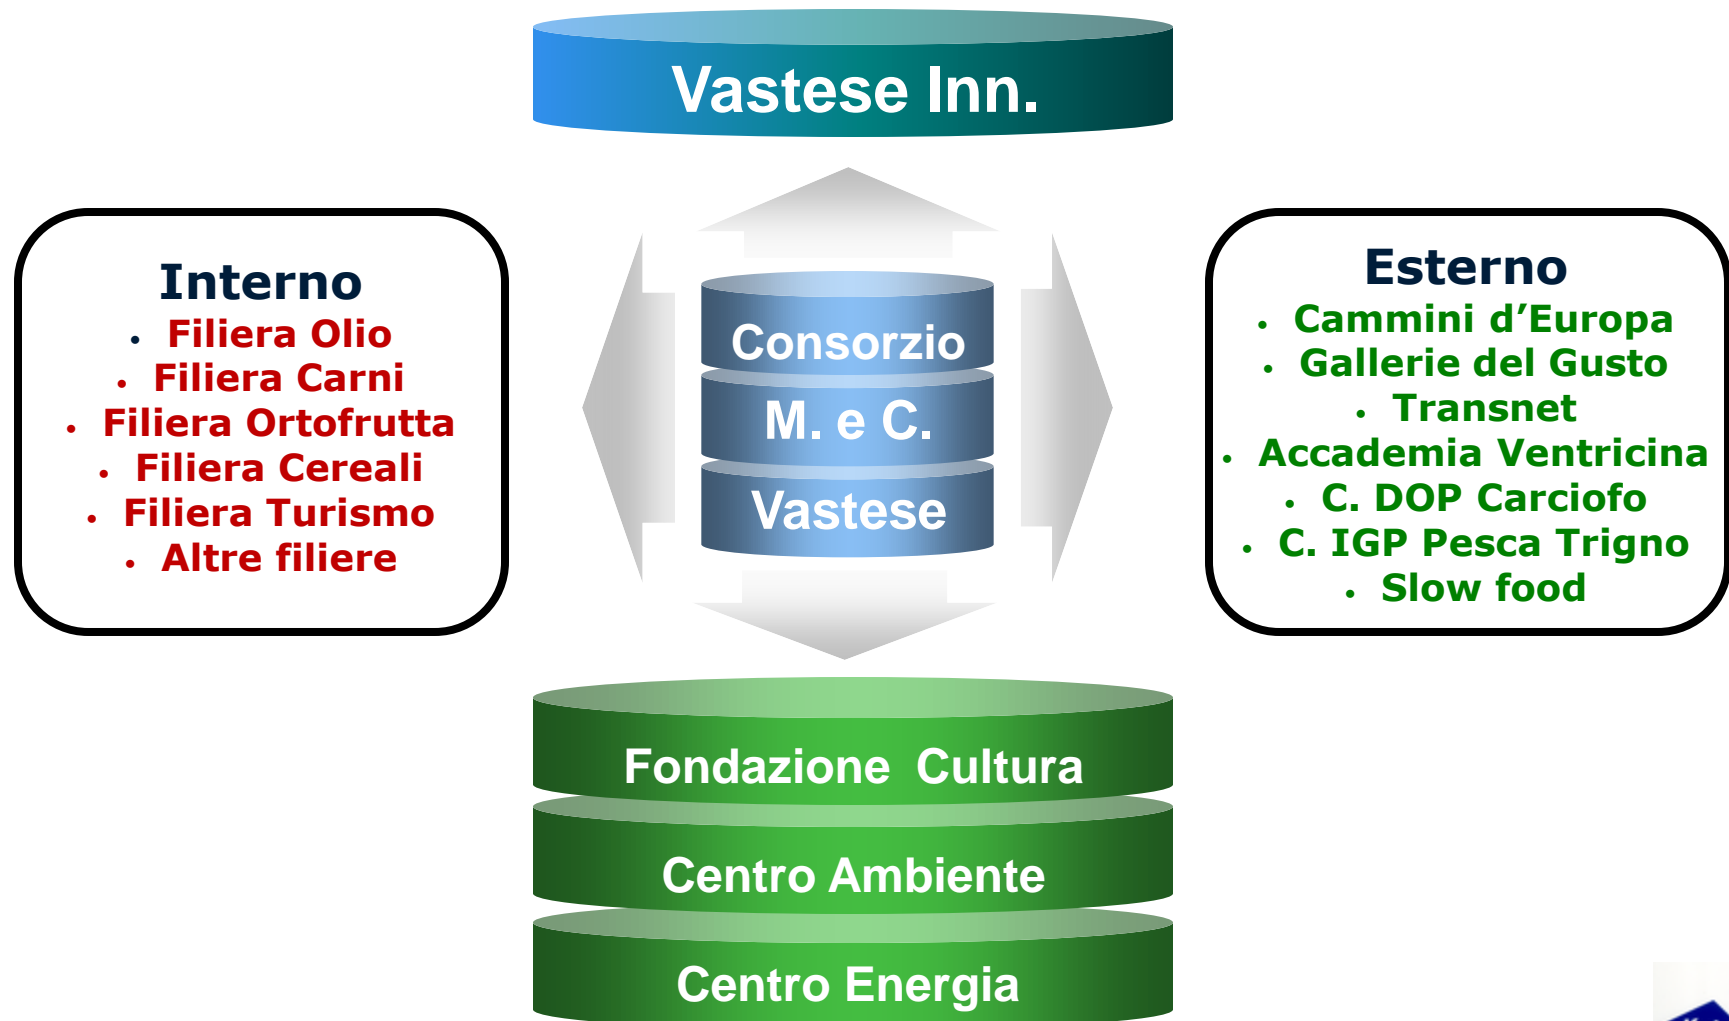 Vastese Inn.
Interno
• Filiera Olio
• Filiera Carni
• Filiera Ortofrutta
• Filiera Cereali
• Filiera Turismo
• Altre filiere
Consorzio
M. e C.
Vastese
Esterno
• Cammini d’Europa
• Gallerie del Gusto
• Transnet
• Accademia Ventricina
• C. DOP Carciofo
• C. IGP Pesca Trigno
• Slow food
Fondazione Cultura
Centro Ambiente
Centro Energia